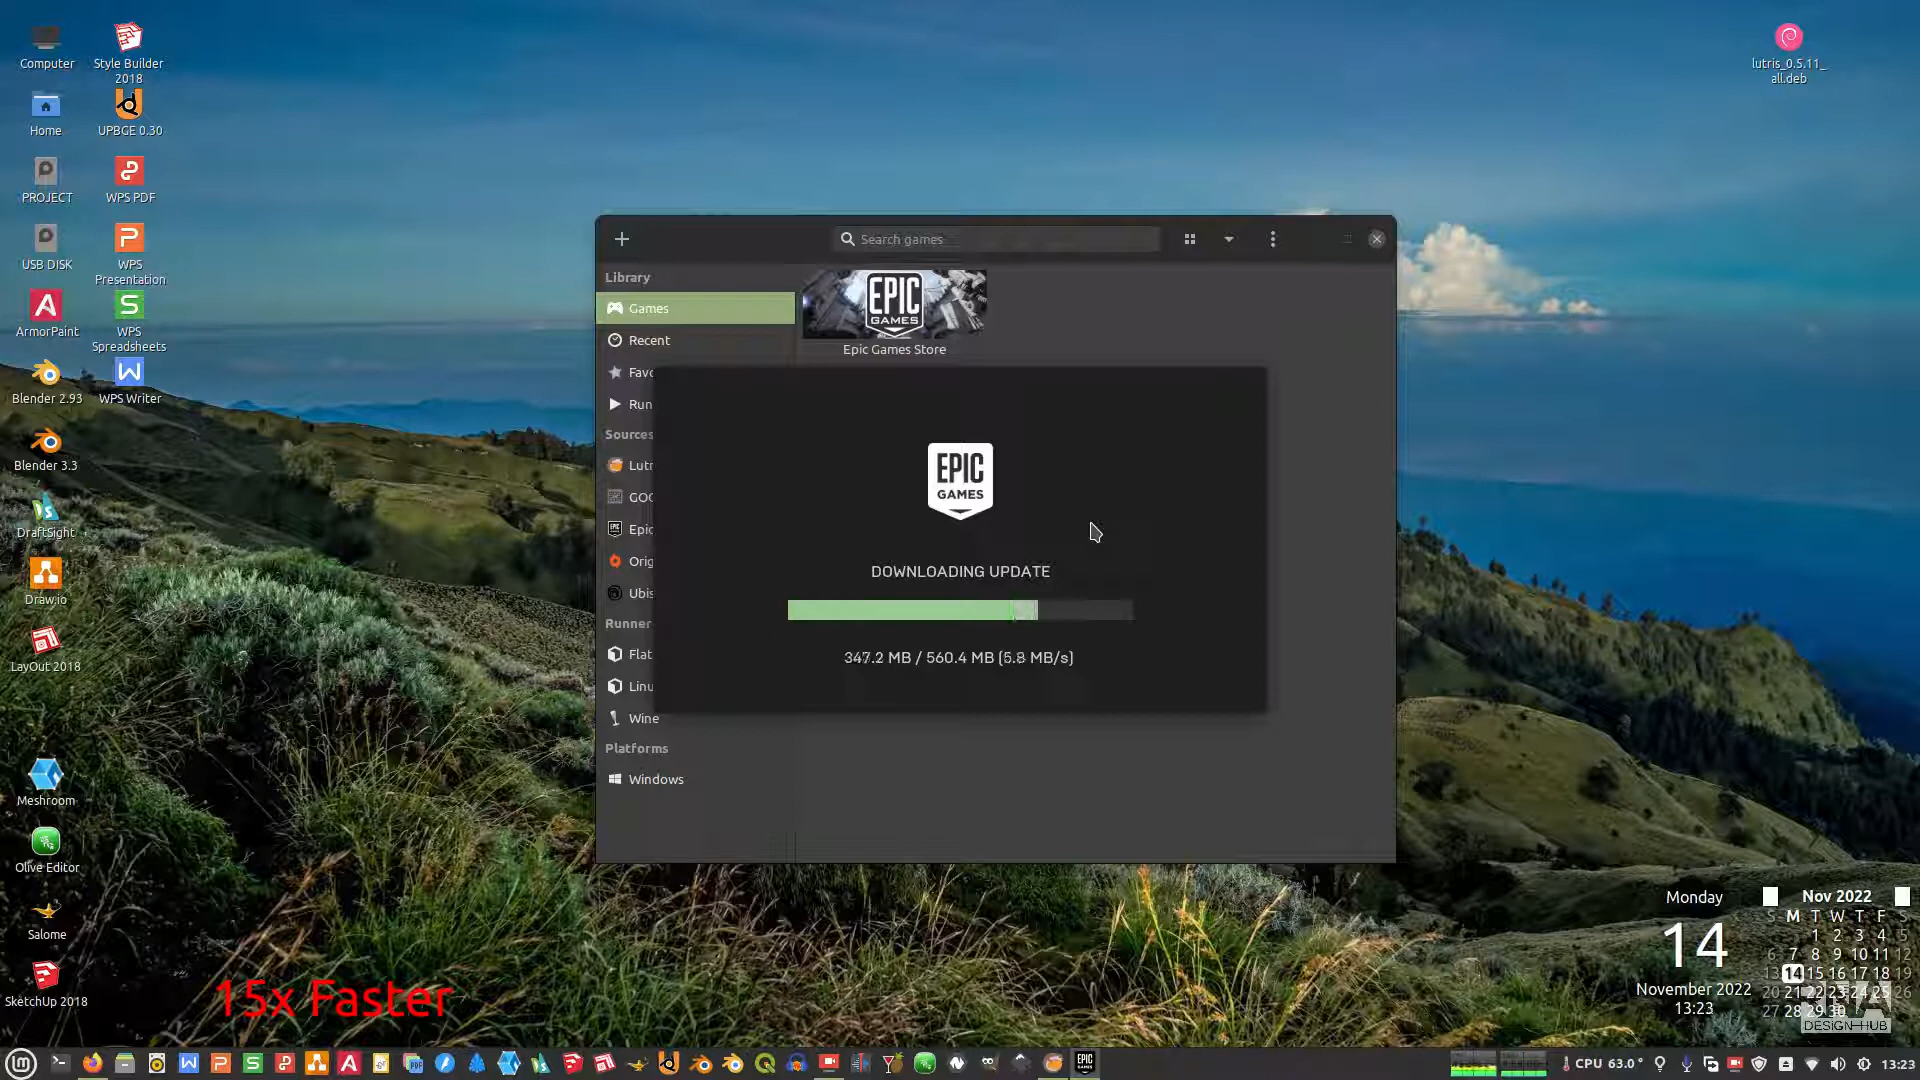 Computer
Style Builder
2018
Home
UPBGE 0.30
PROJECT
WPS PDF
USB DISK
WPS
Presentation
ArmorPaint
WPS
Spreadsheets
Blender 2.93
WPS Writer
Blender 3.3
DraftSight
Draw.io
LayOut 2018
Meshroom
Olive Editor
Salome
SketchUp 2018
lutris_0.5.11_
all.deb
Search games
Library
Games
Recent
Favo
Run
Sources
Lutr
GOG
Epic
Orig
Ubis
Runner
Flat
Linu
Wine
Platforms
Windows
EPIC
GAMES
Epic Games Store
EPIC
GAMES
DOWNLOADING UPDATE
347.2 MB / 560.4 MB (5.8 MB/s)
15x Faster
Monday
14
November 2022
13:23
Nov 2022
S M T W T F S
1 2 3 4 5
6 7 8 9 10 11 12
13 14 15 16 17 18 19
20 21 22 23 24 25 26
27 28 29 30
DESIGN HUB
EPIC
GAMES
CPU 63.0°
13:23